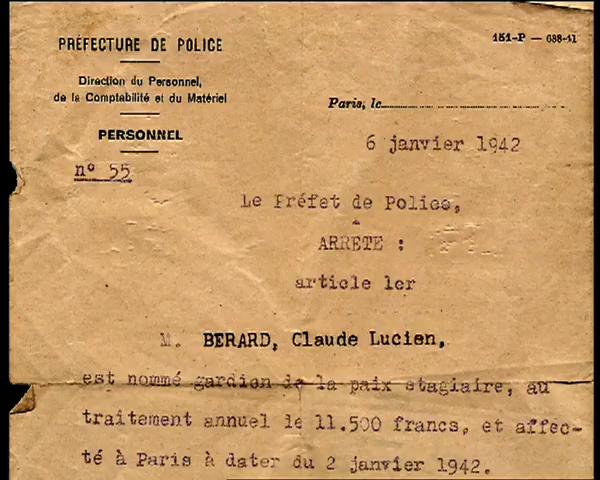 PRÉFECTURE DE POLICE
151-P — 688-41
Direction du Personnel,
de la Comptabilité et du Matériel
Paris, le
PERSONNEL
6 janvier 1942
nº 55
Le Préfet de Police,
ARRETE :
article 1er
M. BERARD, Claude Lucien,
est nommé gardien de la paix stagiaire, au
traitement annuel de 11.500 francs, et affec-
té à Paris à dater du 2 janvier 1942.